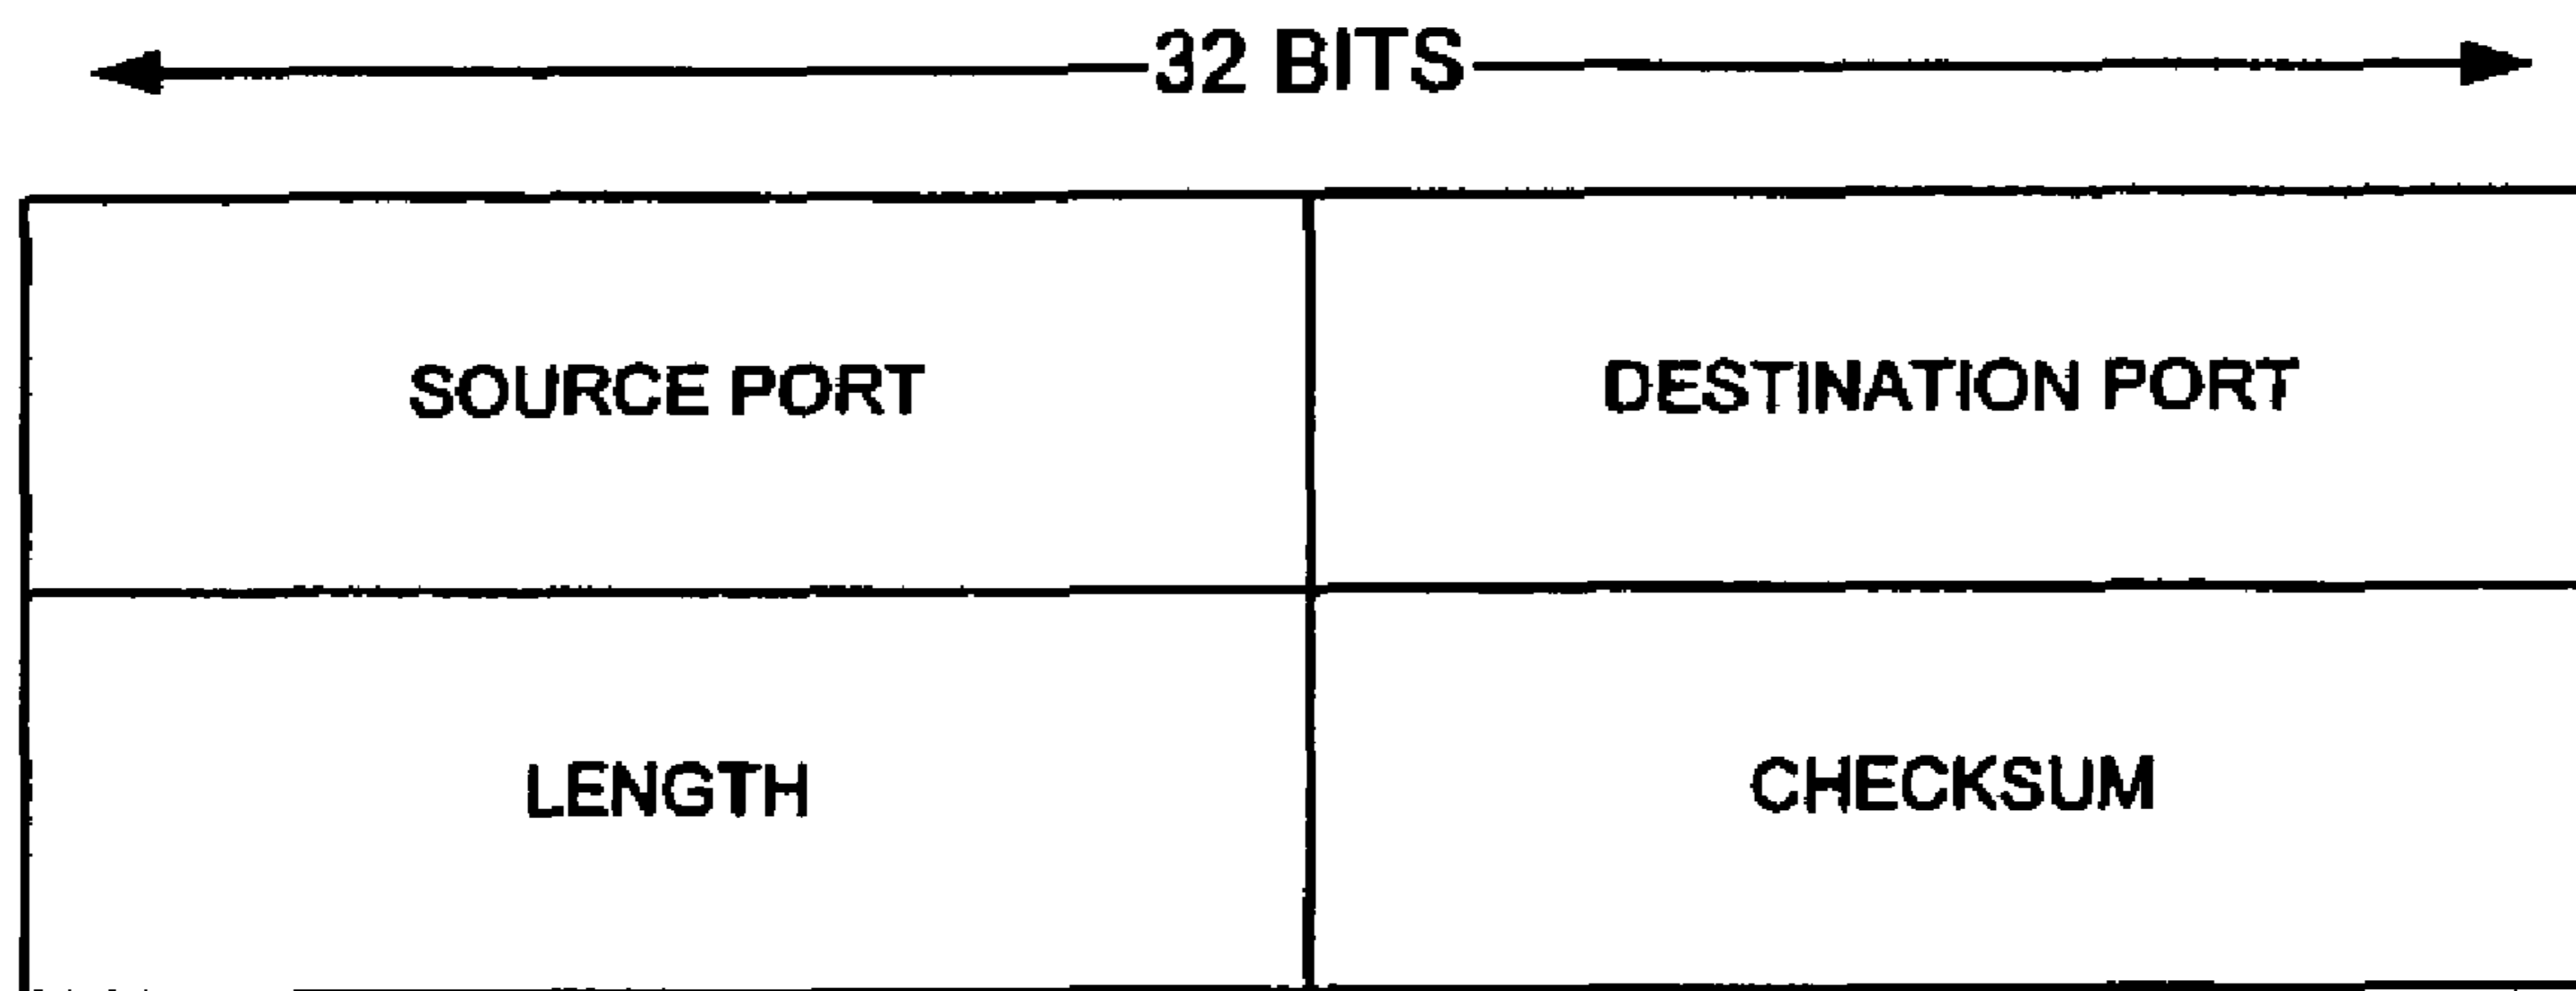 32 BITS
SOURCE PORT
DESTINATION PORT
LENGTH
CHECKSUM